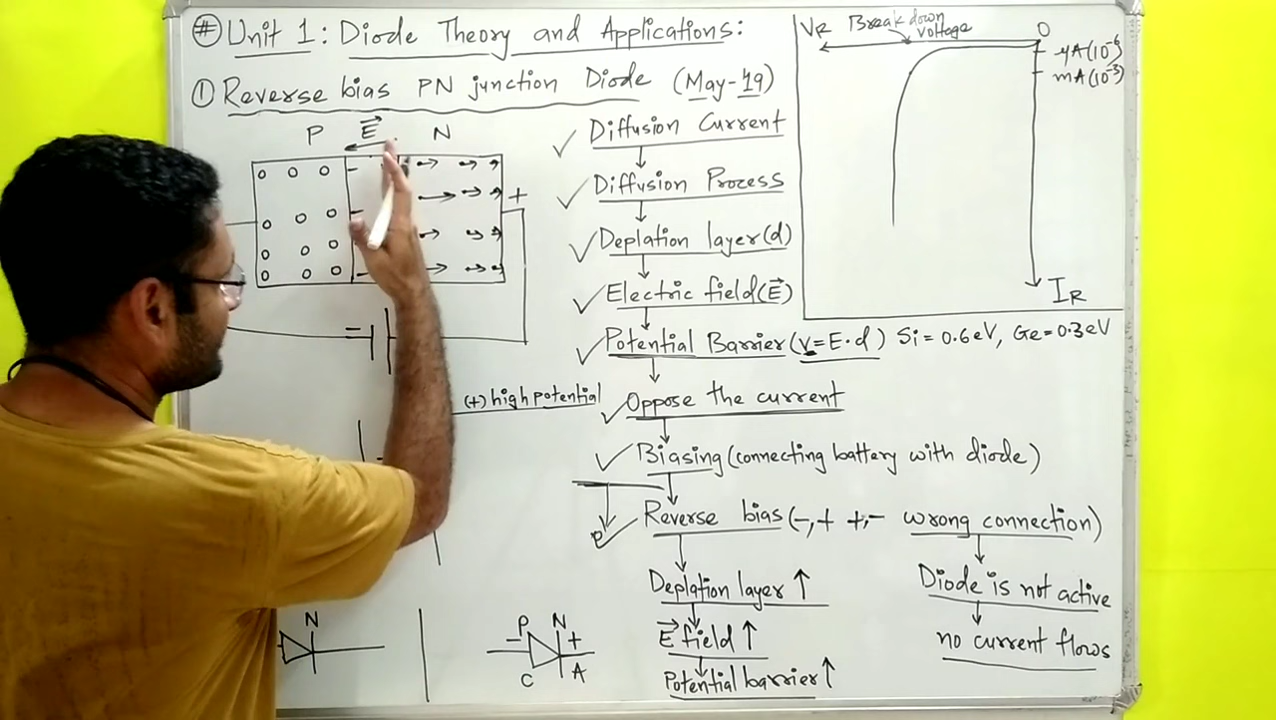 # Unit 1: Diode Theory and Applications:
① Reverse bias PN junction Diode (May-19)
P E N
+
(+) high potential
N
P N
- +
C A
✓ Diffusion Current
✓ Diffusion Process
✓ Deplation layer(d)
✓ Electric field(E)
✓ Potential Barrier(v=E.d) Si = 0.6eV, Ge=0.3eV
✓ Oppose the current
✓ Biasing(connecting battery with diode)
✓ Reverse bias(-,+ +,- wrong connection)
Deplation layer ↑
E field ↑
Potential barrier ↑
Diode is not active
no current flows
VR Break down voltage O
μA(10⁻⁶)
mA(10⁻³)
IR